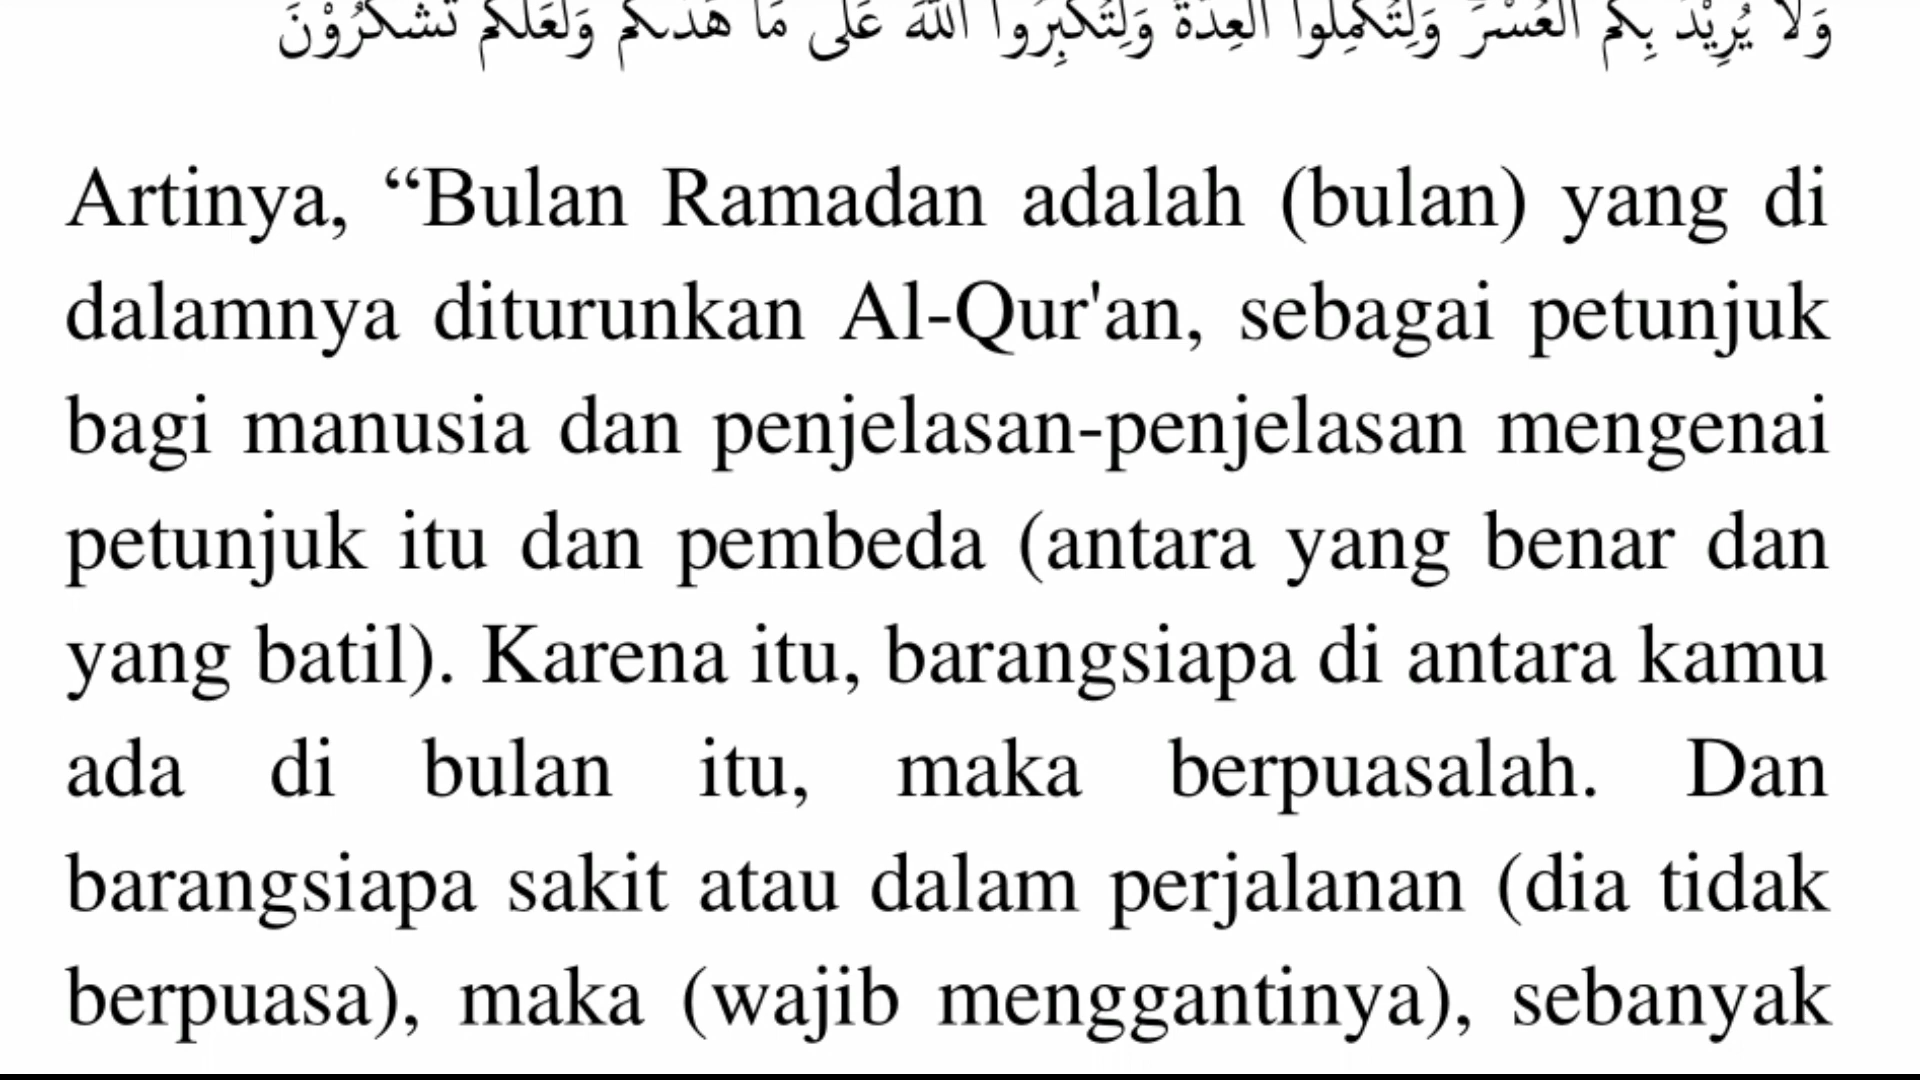 وَلَا يُرِيْدُ بِكُمُ الْعُسْرَ وَلِتُكْمِلُوا الْعِدَّةَ وَلِتُكَبِّرُوا اللّٰهَ عَلٰى مَا هَدٰىكُمْ وَلَعَلَّكُمْ تَشْكُرُوْنَ
Artinya, “Bulan Ramadan adalah (bulan) yang di
dalamnya diturunkan Al-Qur'an, sebagai petunjuk
bagi manusia dan penjelasan-penjelasan mengenai
petunjuk itu dan pembeda (antara yang benar dan
yang batil). Karena itu, barangsiapa di antara kamu
ada di bulan itu, maka berpuasalah. Dan
barangsiapa sakit atau dalam perjalanan (dia tidak
berpuasa), maka (wajib menggantinya), sebanyak